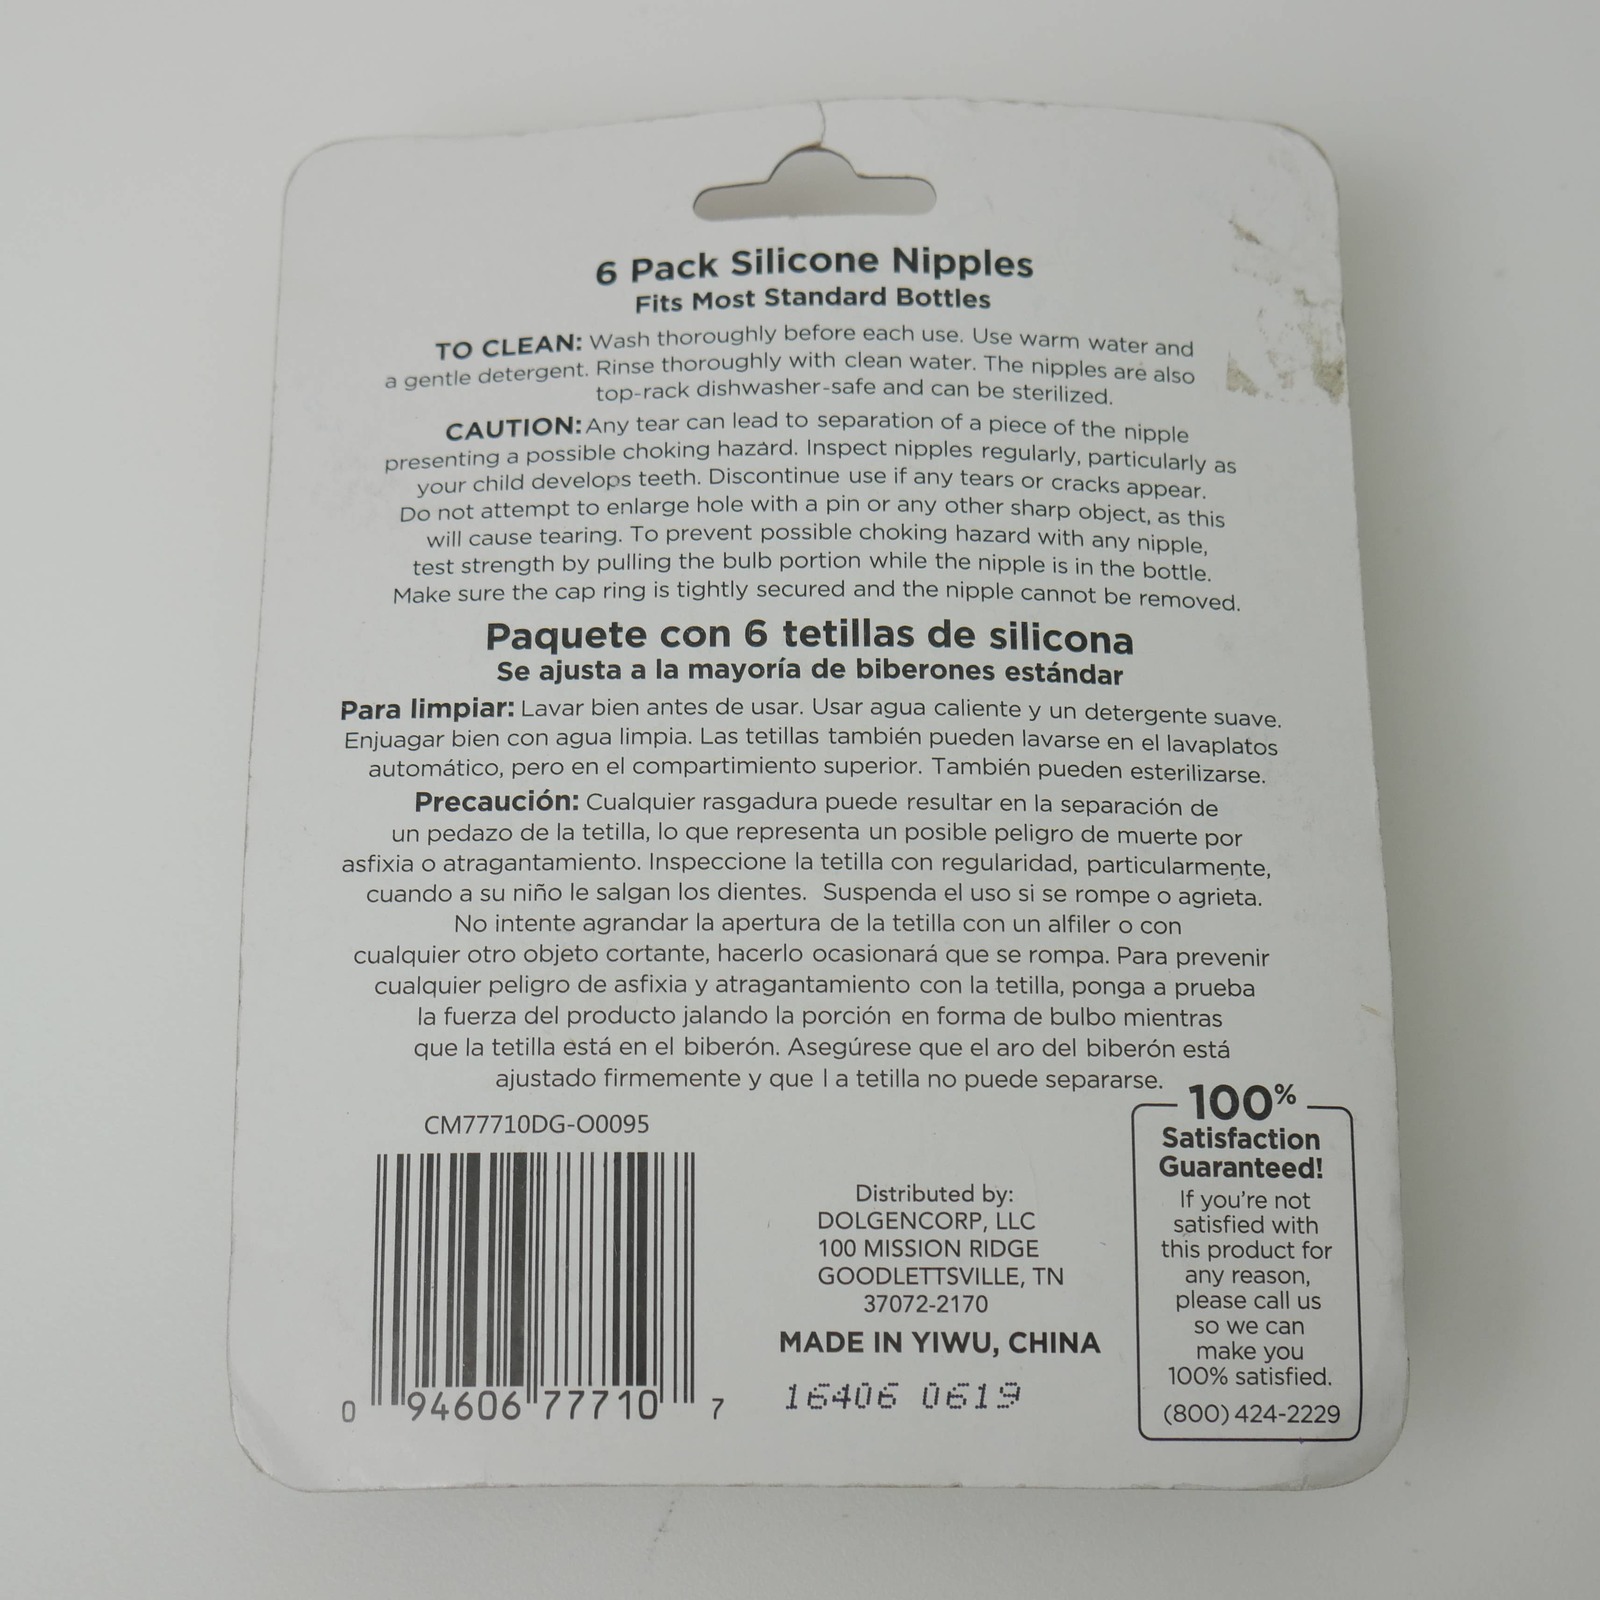 6 Pack Silicone Nipples
Fits Most Standard Bottles
TO CLEAN: Wash thoroughly before each use. Use warm water and
a gentle detergent. Rinse thoroughly with clean water. The nipples are also
top-rack dishwasher-safe and can be sterilized.
CAUTION: Any tear can lead to separation of a piece of the nipple
presenting a possible choking hazard. Inspect nipples regularly, particularly as
your child develops teeth. Discontinue use if any tears or cracks appear.
Do not attempt to enlarge hole with a pin or any other sharp object, as this
will cause tearing. To prevent possible choking hazard with any nipple,
test strength by pulling the bulb portion while the nipple is in the bottle.
Make sure the cap ring is tightly secured and the nipple cannot be removed.
Paquete con 6 tetillas de silicona
Se ajusta a la mayoría de biberones estándar
Para limpiar: Lavar bien antes de usar. Usar agua caliente y un detergente suave.
Enjuagar bien con agua limpia. Las tetillas también pueden lavarse en el lavaplatos
automático, pero en el compartimiento superior. También pueden esterilizarse.
Precaución: Cualquier rasgadura puede resultar en la separación de
un pedazo de la tetilla, lo que representa un posible peligro de muerte por
asfixia o atragantamiento. Inspeccione la tetilla con regularidad, particularmente,
cuando a su niño le salgan los dientes. Suspenda el uso si se rompe o agrieta.
No intente agrandar la apertura de la tetilla con un alfiler o con
cualquier otro objeto cortante, hacerlo ocasionará que se rompa. Para prevenir
cualquier peligro de asfixia y atragantamiento con la tetilla, ponga a prueba
la fuerza del producto jalando la porción en forma de bulbo mientras
que la tetilla está en el biberón. Asegúrese que el aro del biberón está
ajustado firmemente y que l a tetilla no puede separarse.
CM77710DG-O0095
0 94606 77710 7
Distributed by:
DOLGENCORP, LLC
100 MISSION RIDGE
GOODLETTSVILLE, TN
37072-2170
MADE IN YIWU, CHINA
16406 0619
100%
Satisfaction
Guaranteed!
If you're not
satisfied with
this product for
any reason,
please call us
so we can
make you
100% satisfied.
(800) 424-2229